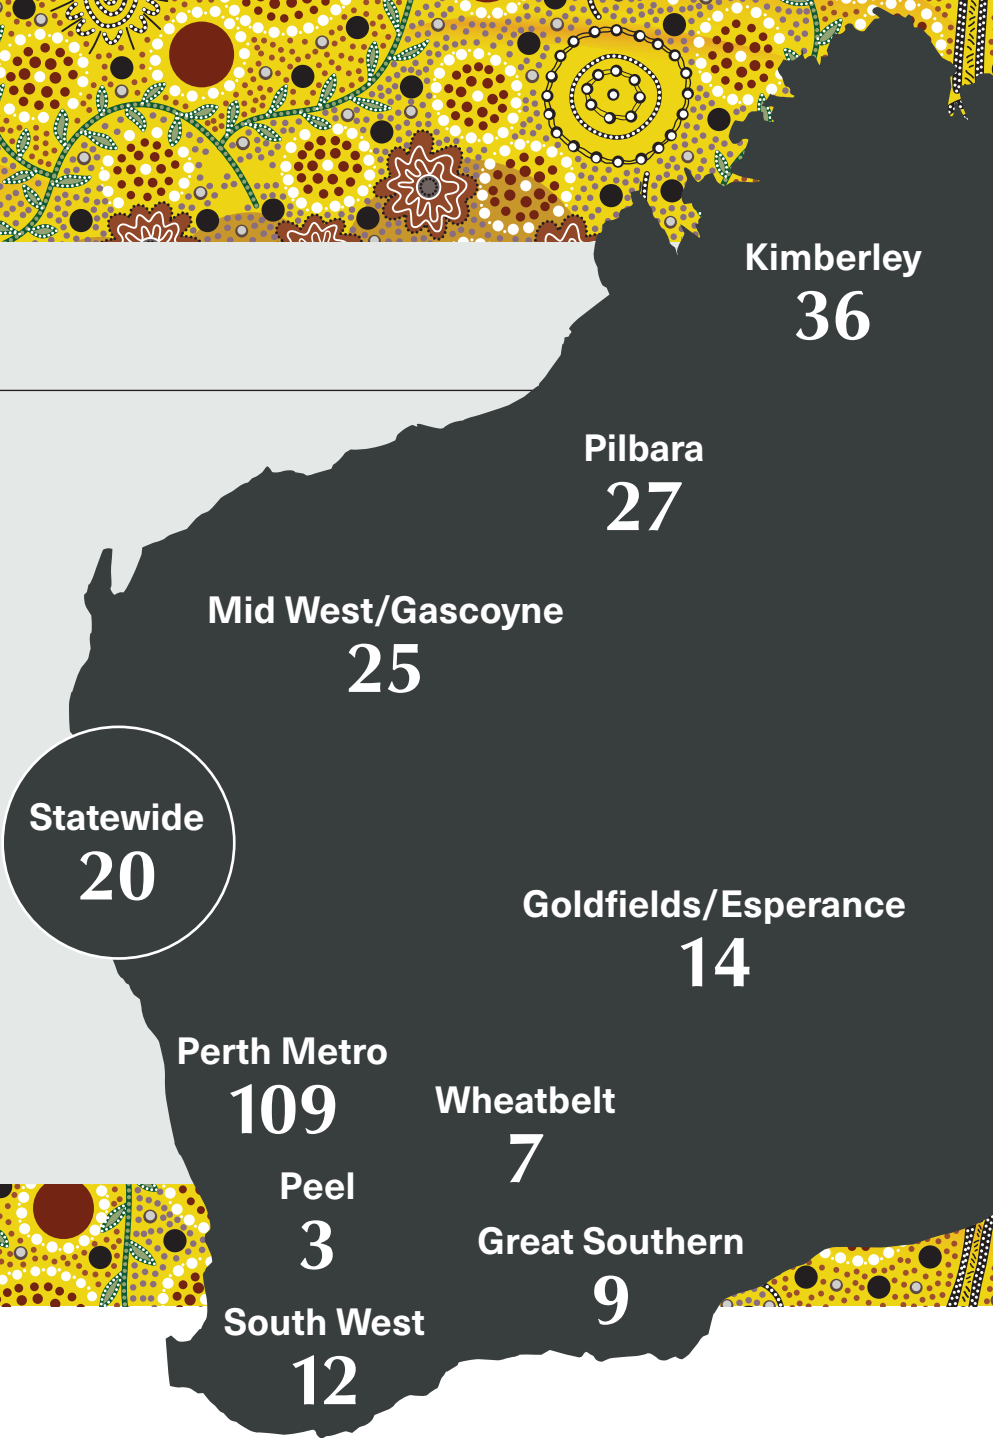 Kimberley
36
Pilbara
27
Mid West/Gascoyne
25
Statewide
20
Goldfields/Esperance
14
Perth Metro
109
Wheatbelt
7
Peel
3
Great Southern
9
South West
12